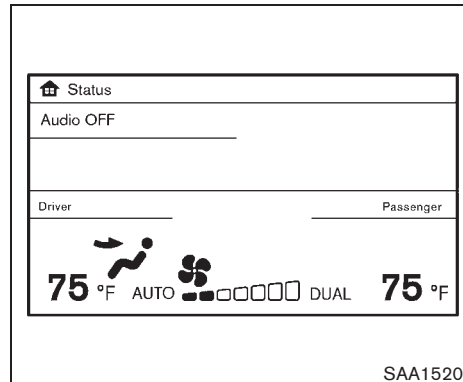 Status
Audio OFF
Driver Passenger
75 °F AUTO DUAL 75 °F
SAA1520